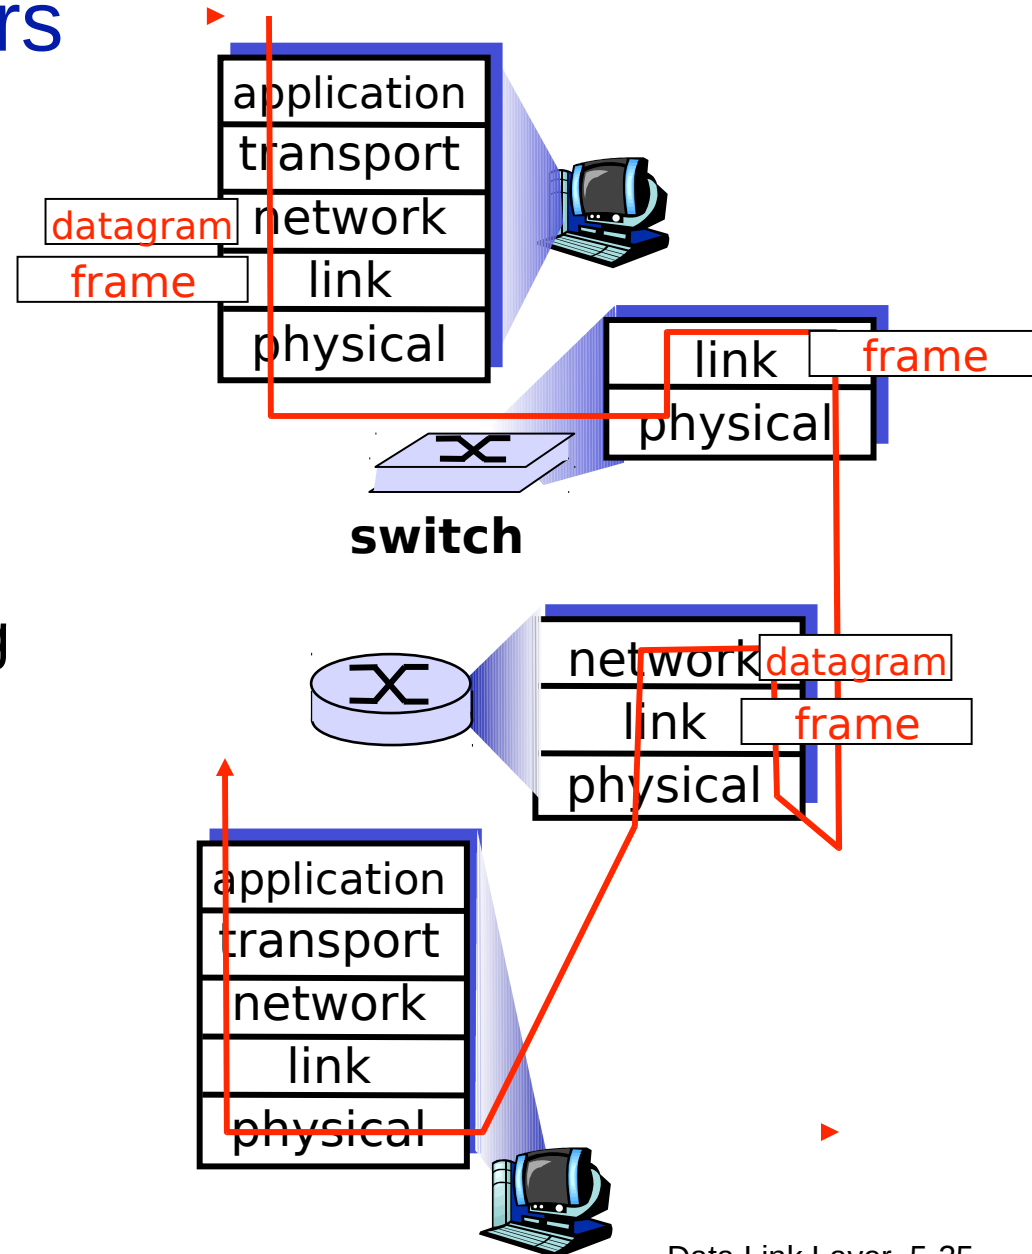 rs
application
transport
datagram
network
frame
link
physical
link
frame
physical
switch
g
network
datagram
link
frame
physical
application
transport
network
link
physical